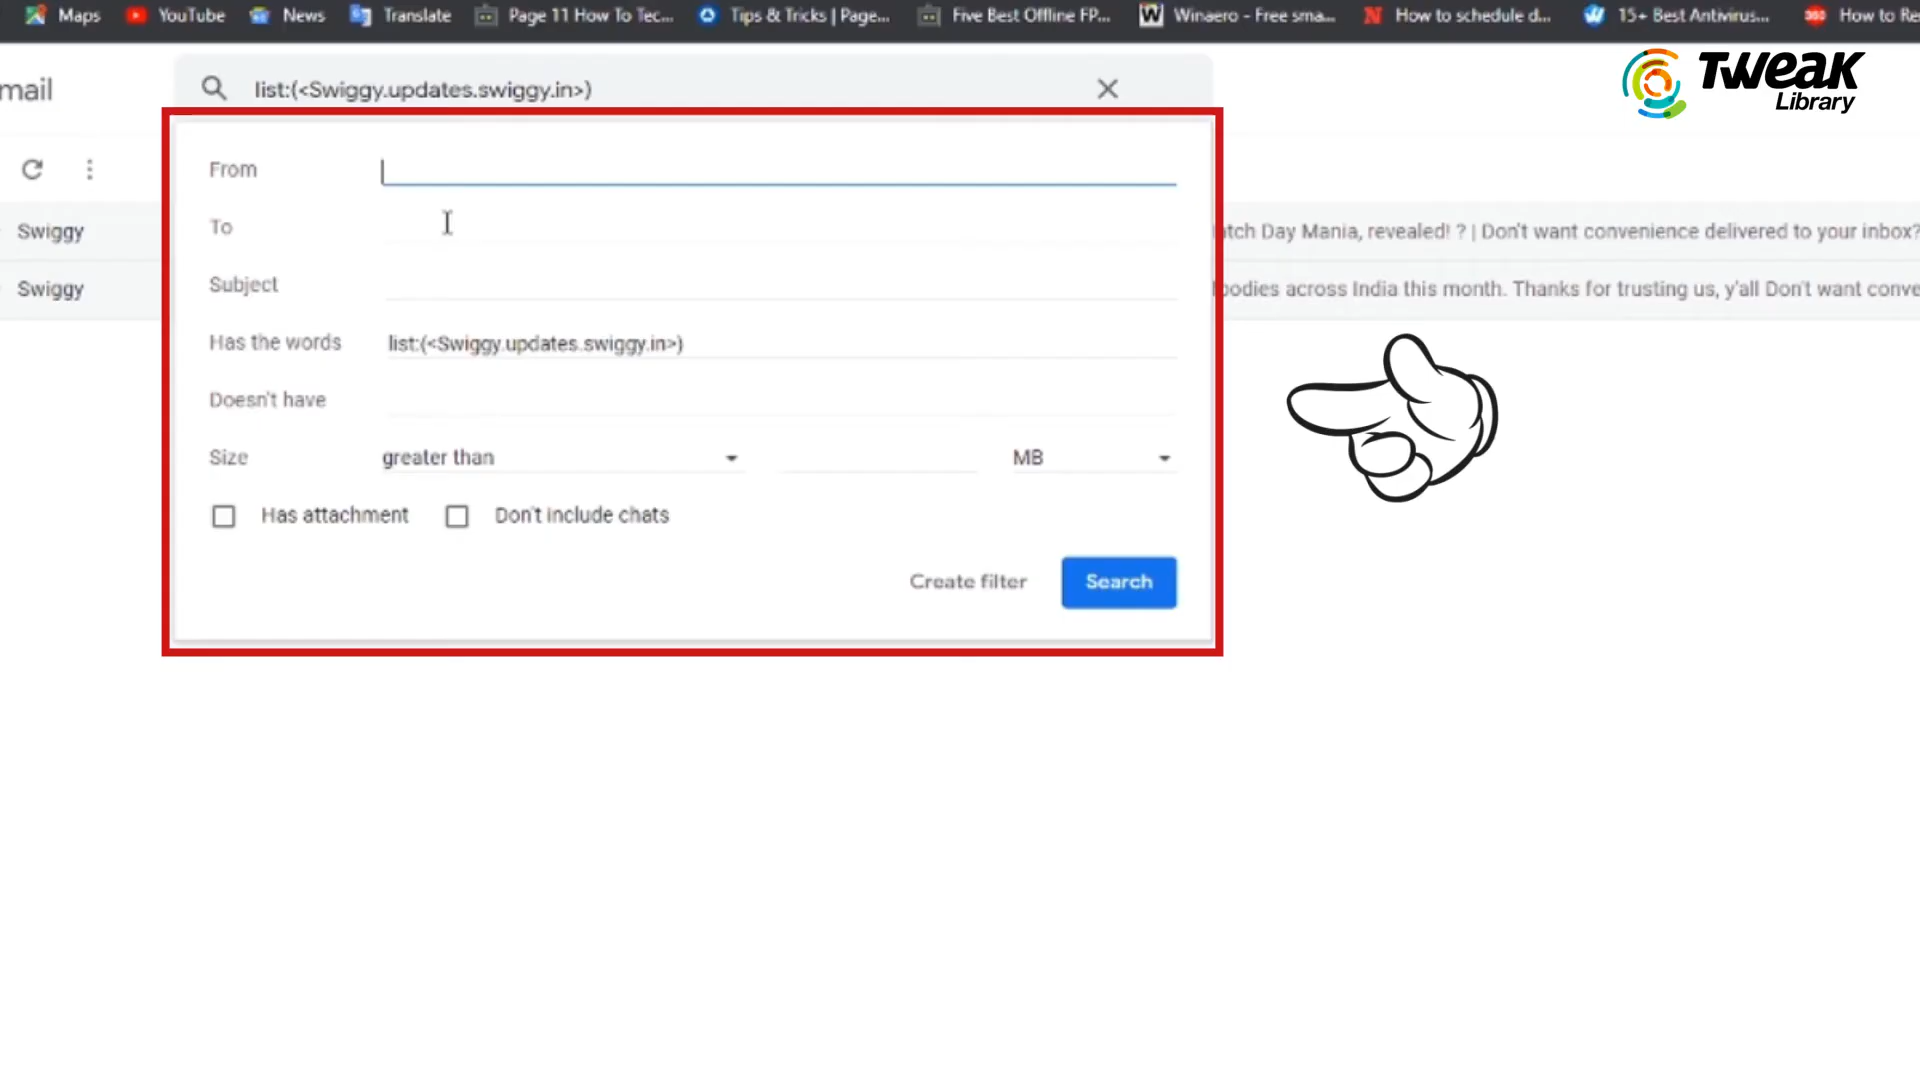 Maps YouTube News Translate Page 11 How To Tec... Tips & Tricks | Page... Five Best Offline FP... Winaero - Free sma... How to schedule d... 15+ Best Antivirus... How to Re
mail
list:(<Swiggy.updates.swiggy.in>)
TWEAK
Library
From
To
Swiggy
atch Day Mania, revealed! ? | Don't want convenience delivered to your inbox?
Subject
Swiggy
oodies across India this month. Thanks for trusting us, y'all Don't want conve
Has the words list:(<Swiggy.updates.swiggy.in>)
Doesn't have
Size greater than MB
Has attachment Don't include chats
Create filter Search